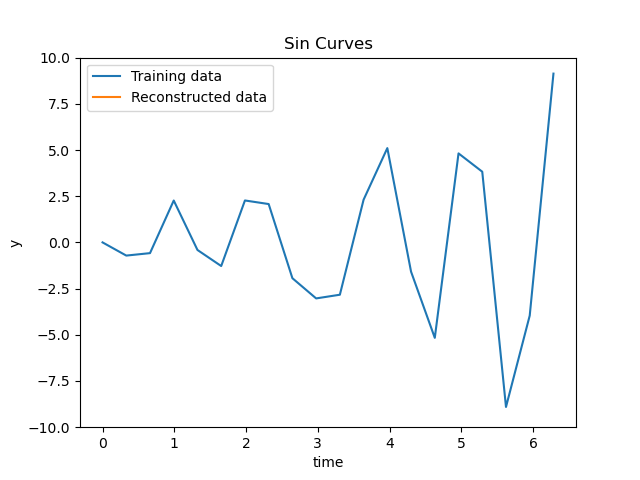 Sin Curves
Training data
Reconstructed data
10.0
7.5
5.0
2.5
0.0
−2.5
−5.0
−7.5
−10.0
y
0 1 2 3 4 5 6
time